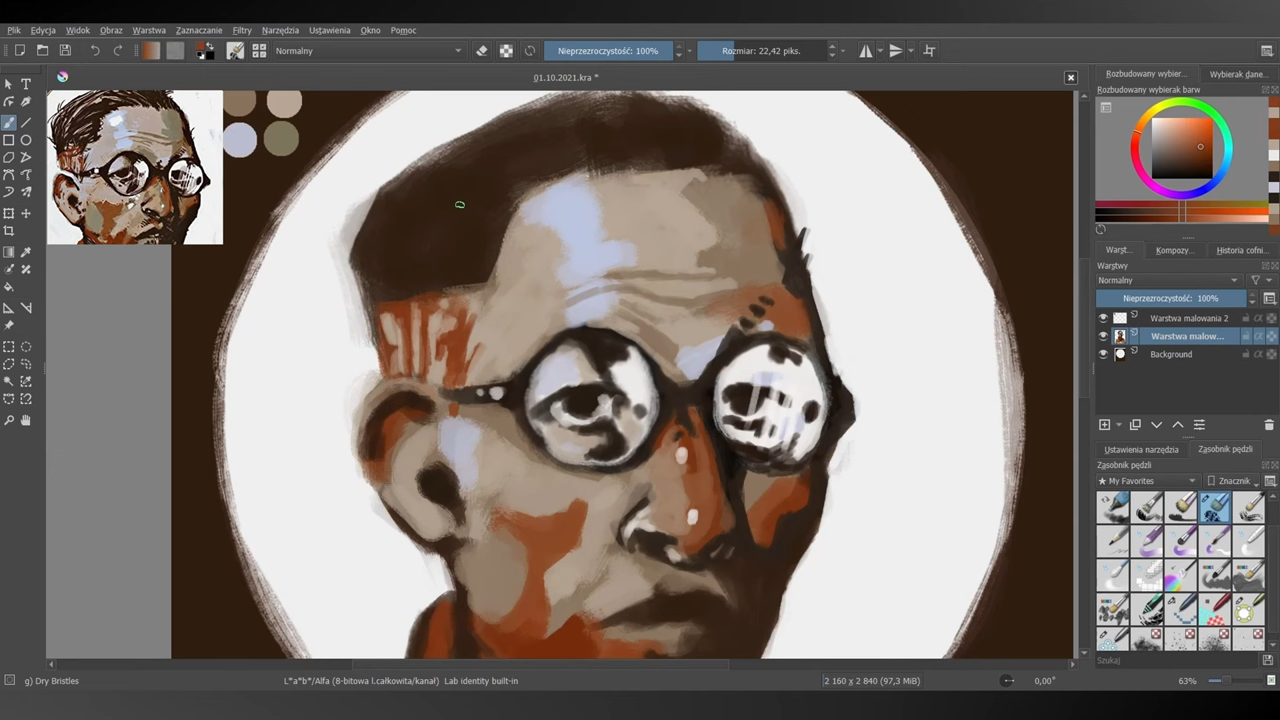 Plik Edycja Widok Obraz Warstwa Zaznaczanie Filtry Narzędzia Ustawienia Okno Pomoc
Normalny Nieprzezroczystość: 100% Rozmiar: 22,42 piks.
01.10.2021.kra *
Rozbudowany wybier... Wybierak dane...
Rozbudowany wybierak barw
Warst... Kompozy... Historia cofni...
Warstwy
Normalny
Nieprzezroczystość: 100%
Warstwa malowania 2
Warstwa malow...
Background
Ustawienia narzędzia Zasobnik pędzli
Zasobnik pędzli
★ My Favorites Znacznik
Szukaj
g) Dry Bristles L*a*b*/Alfa (8-bitowa l.całkowita/kanał) Lab identity built-in 2 160 x 2 840 (97,3 MiB) 0,00° 63%